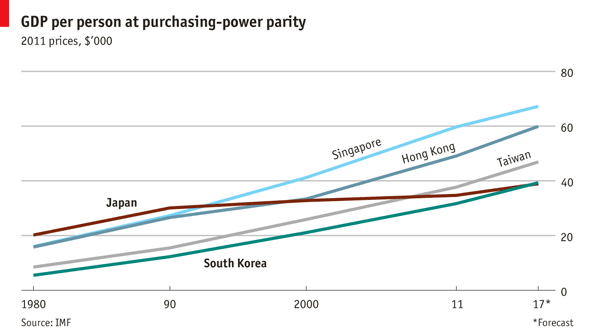 GDP per person at purchasing-power parity
2011 prices, $'000
80
Singapore
60
Hong Kong
Taiwan
40
Japan
20
South Korea
0
1980
90
2000
11
17*
Source: IMF
*Forecast